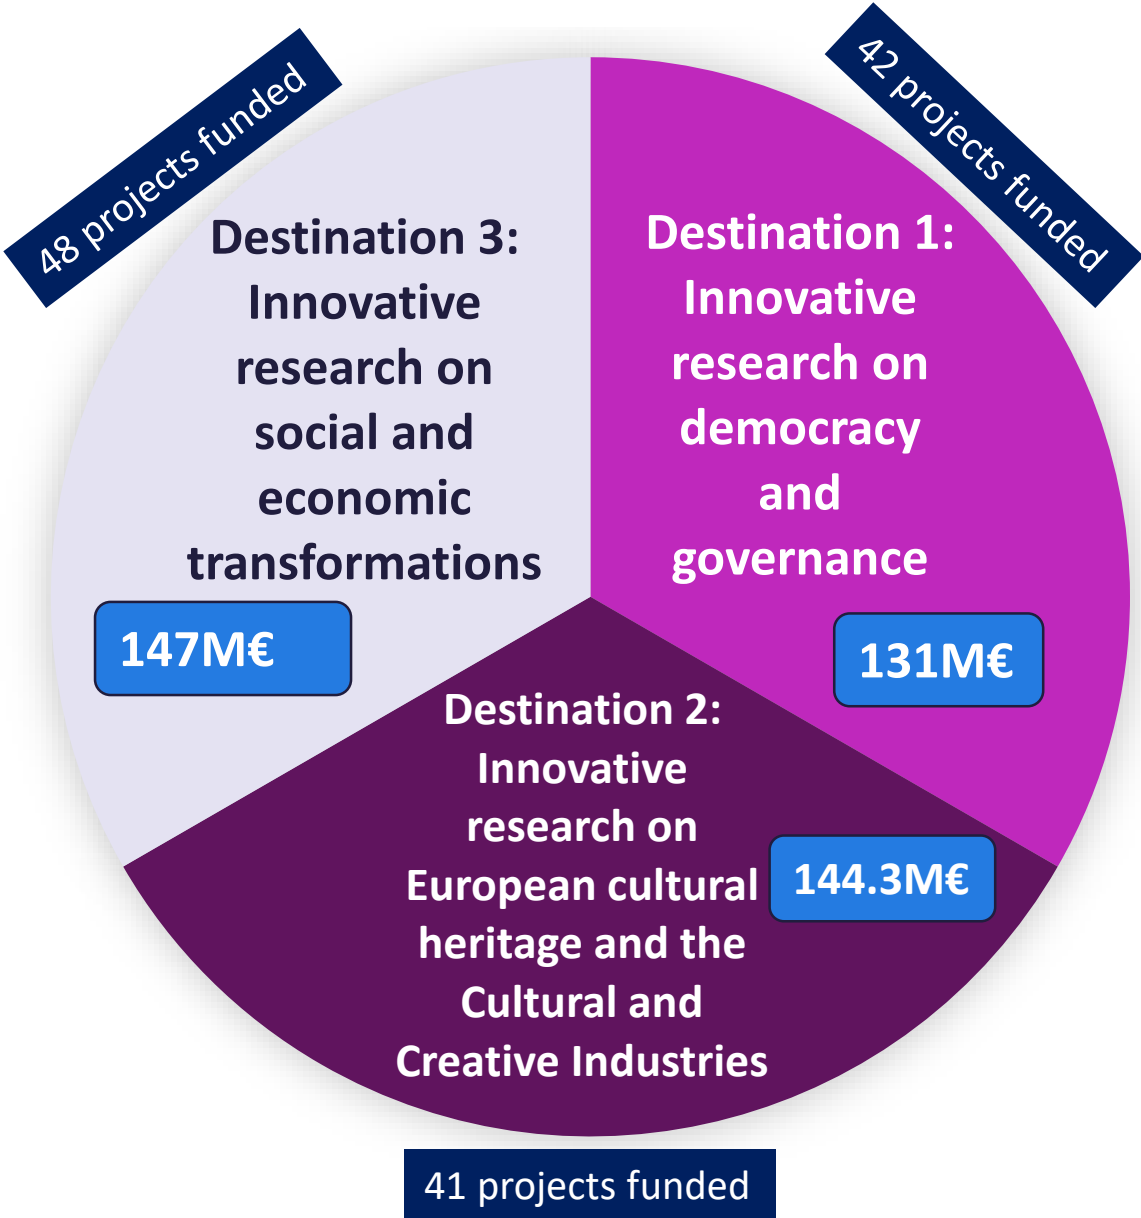 48 projects funded
42 projects funded
Destination 3:
Innovative
research on
social and
economic
transformations
147M€
Destination 1:
Innovative
research on
democracy
and
governance
131M€
Destination 2:
Innovative
research on
European cultural
heritage and the
Cultural and
Creative Industries
144.3M€
41 projects funded